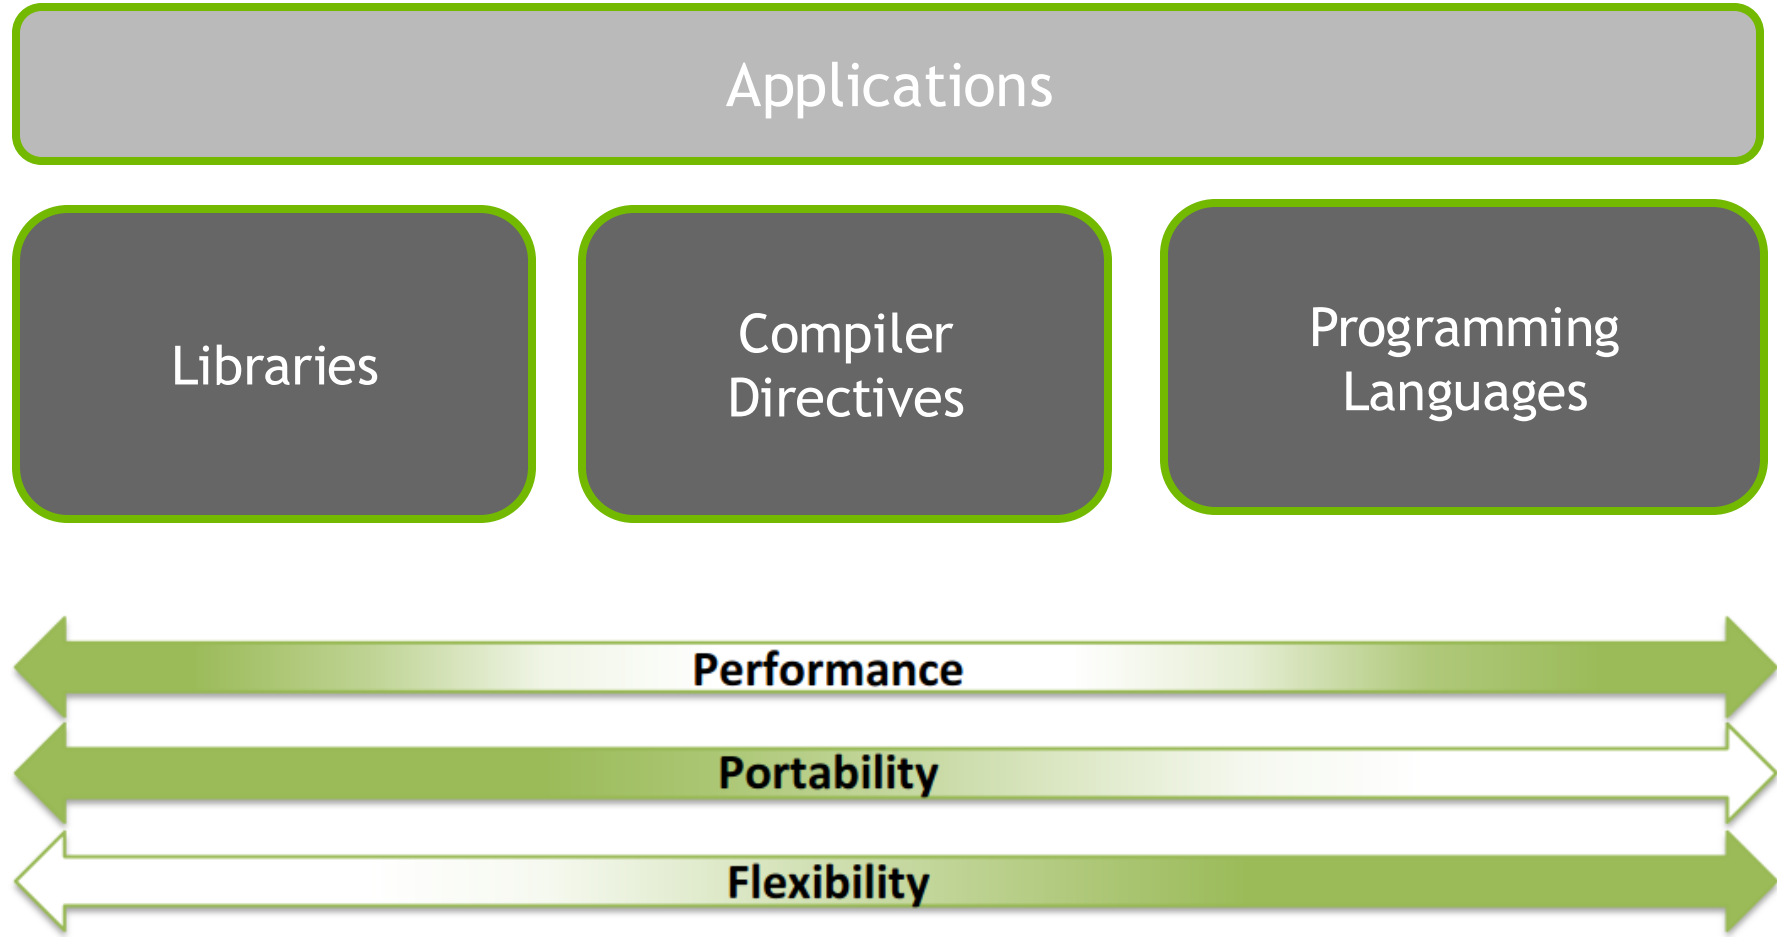 Applications
Libraries
Compiler
Directives
Programming
Languages
Performance
Portability
Flexibility